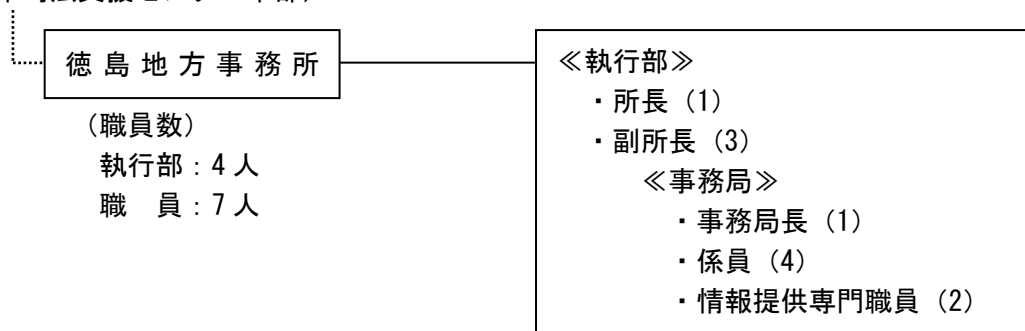 徳島地方事務所
（職員数）
執行部：4人
職　員：7人
≪執行部≫
・所長（1）
・副所長（3）
≪事務局≫
・事務局長（1）
・係員（4）
・情報提供専門職員（2）